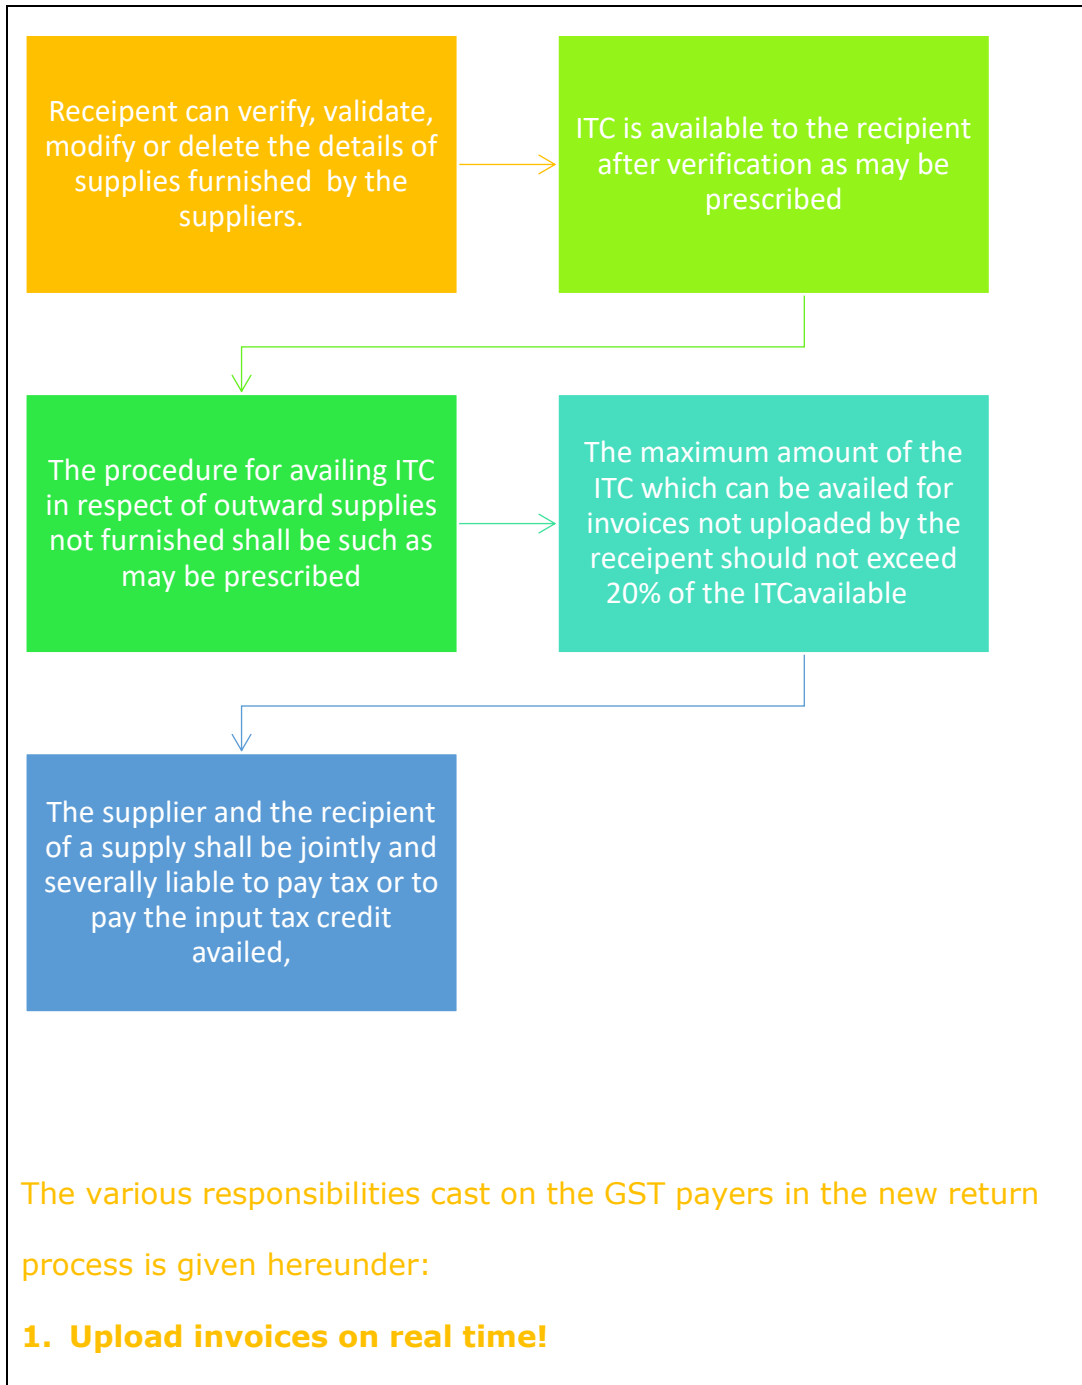 Receipent can verify, validate,
modify or delete the details of
supplies furnished by the
suppliers.
ITC is available to the recipient
after verification as may be
prescribed
The procedure for availing ITC
in respect of outward supplies
not furnished shall be such as
may be prescribed
The maximum amount of the
ITC which can be availed for
invoices not uploaded by the
receipent should not exceed
20% of the ITCavailable
The supplier and the recipient
of a supply shall be jointly and
severally liable to pay tax or to
pay the input tax credit
availed,
The various responsibilities cast on the GST payers in the new return
process is given hereunder:
1. Upload invoices on real time!